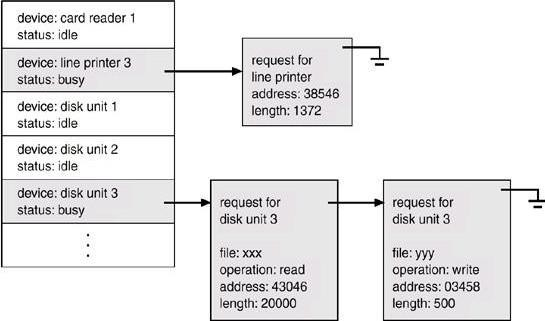 device: card reader 1
status: idle
device: line printer 3
status: busy
device: disk unit 1
status: idle
device: disk unit 2
status: idle
device: disk unit 3
status: busy
request for
line printer
address: 38546
length: 1372
request for
disk unit 3
file: xxx
operation: read
address: 43046
length: 20000
request for
disk unit 3
file: yyy
operation: write
address: 03458
length: 500